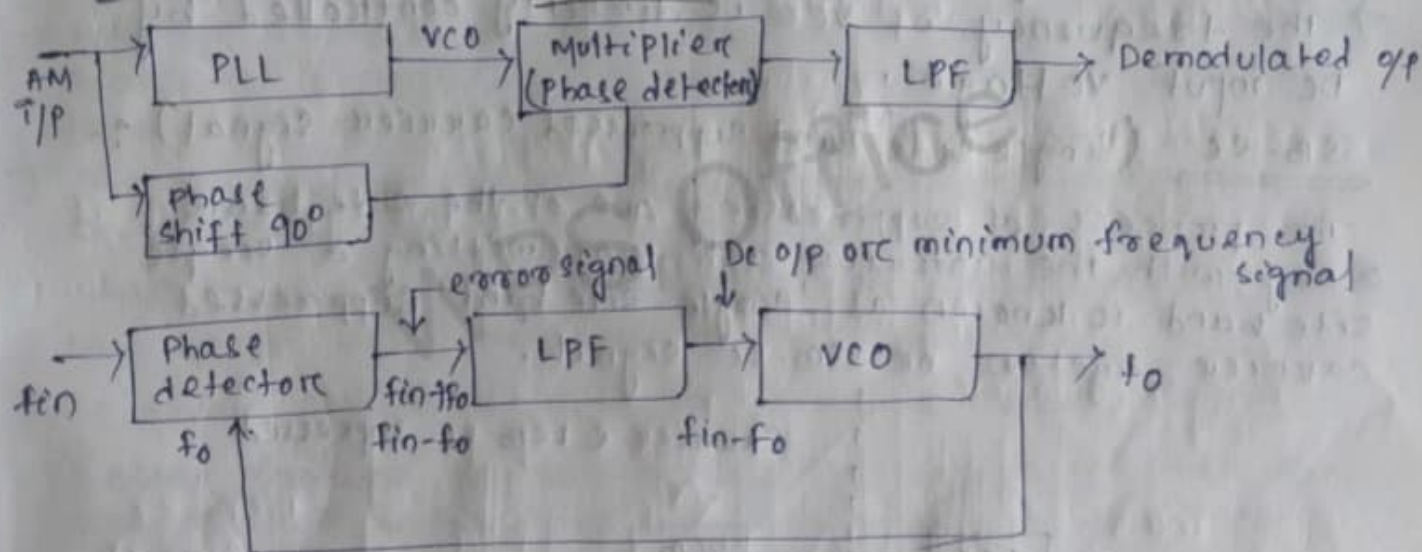 AM
I/P
PLL
VCO
Multiplier
(Phase detector)
LPF
Demodulated o/p
Phase
shift 90°
error signal
Dc o/p or minimum frequency
signal
fin
Phase
detector
fo
fin+fo
fin-fo
LPF
fin-fo
VCO
fo